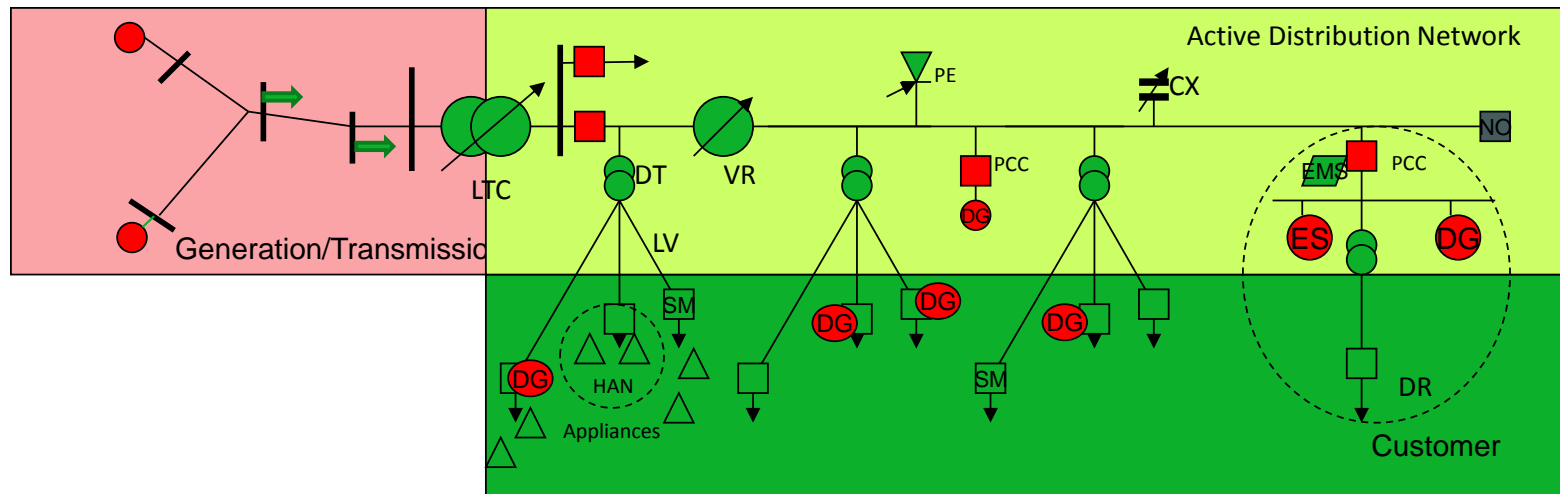 Active Distribution Network
PE
CX
NO
LTC
DT
VR
PCC
EMS
PCC
DG
ES
DG
Generation/Transmissio
LV
SM
DG
DG
DG
DG
HAN
SM
DR
Appliances
Customer